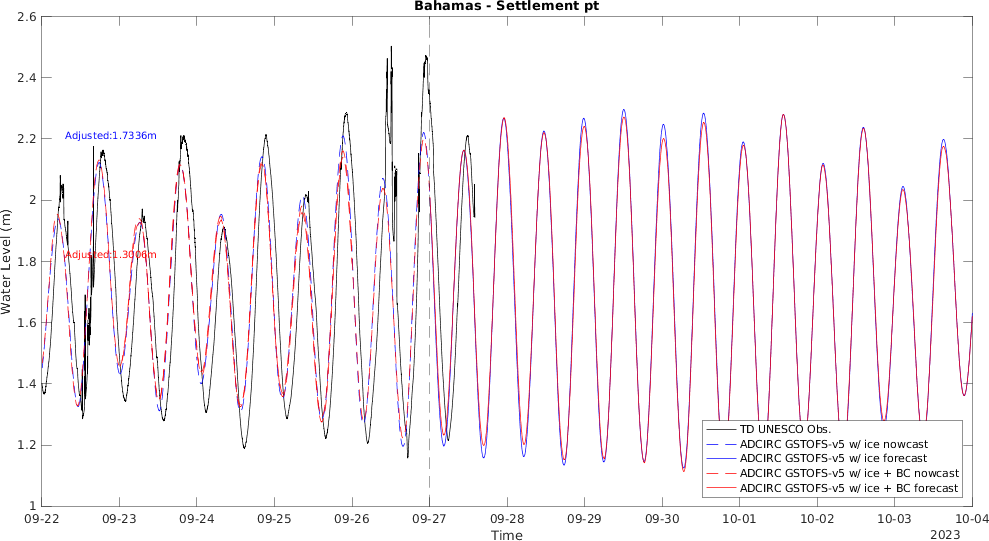 Bahamas - Settlement pt
2.6
2.4
2.2
2
1.8
1.6
1.4
1.2
1
Water Level (m)
Adjusted:1.7336m
Adjusted:1.3006m
TD UNESCO Obs.
ADCIRC GSTOFS-v5 w/ ice nowcast
ADCIRC GSTOFS-v5 w/ ice forecast
ADCIRC GSTOFS-v5 w/ ice + BC nowcast
ADCIRC GSTOFS-v5 w/ ice + BC forecast
09-22 09-23 09-24 09-25 09-26 09-27 09-28 09-29 09-30 10-01 10-02 10-03 10-04
2023
Time